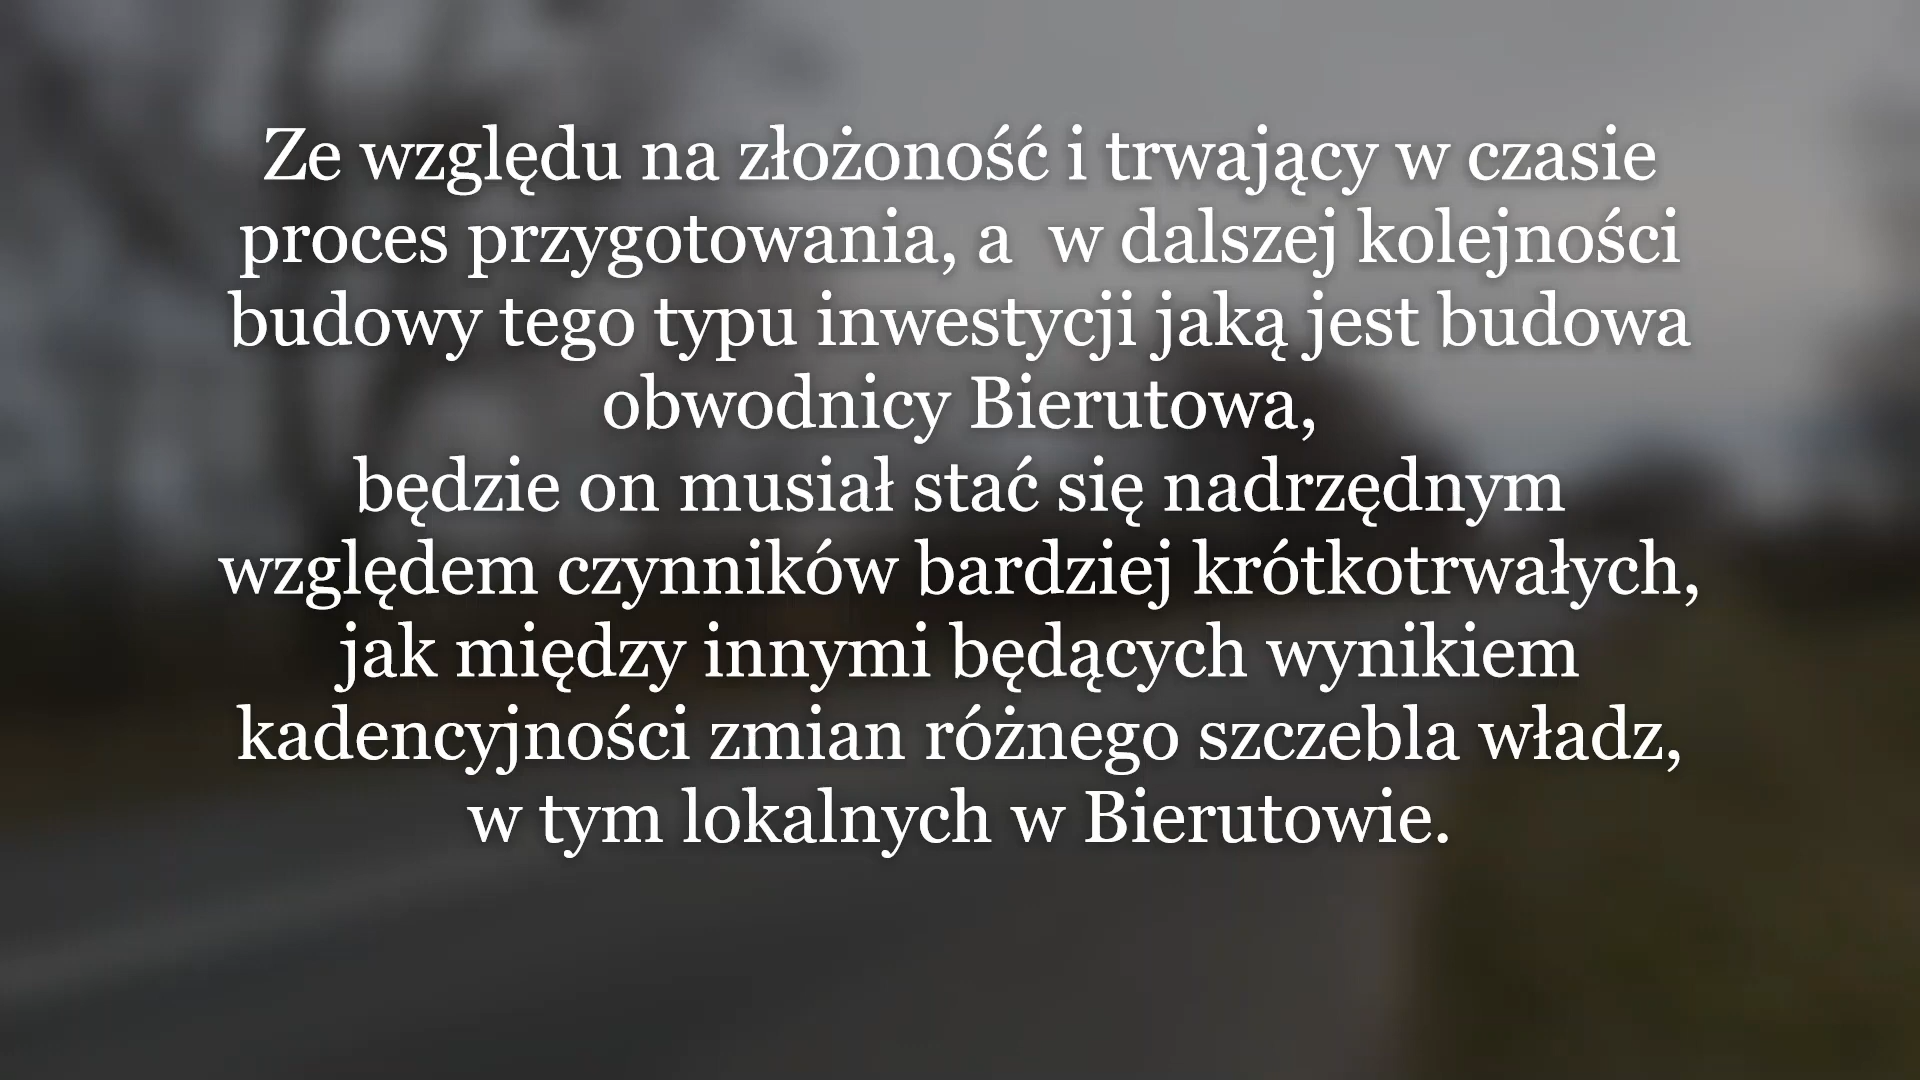 Ze względu na złożoność i trwający w czasie
proces przygotowania, a  w dalszej kolejności
budowy tego typu inwestycji jaką jest budowa
obwodnicy Bierutowa,
będzie on musiał stać się nadrzędnym
względem czynników bardziej krótkotrwałych,
jak między innymi będących wynikiem
kadencyjności zmian różnego szczebla władz,
w tym lokalnych w Bierutowie.